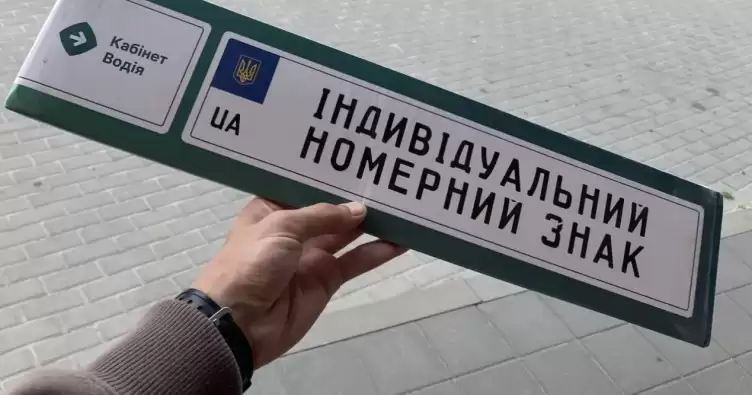 Кабінет
Водія
UA
ІНДИВІДУАЛЬНИЙ
НОМЕРНИЙ ЗНАК